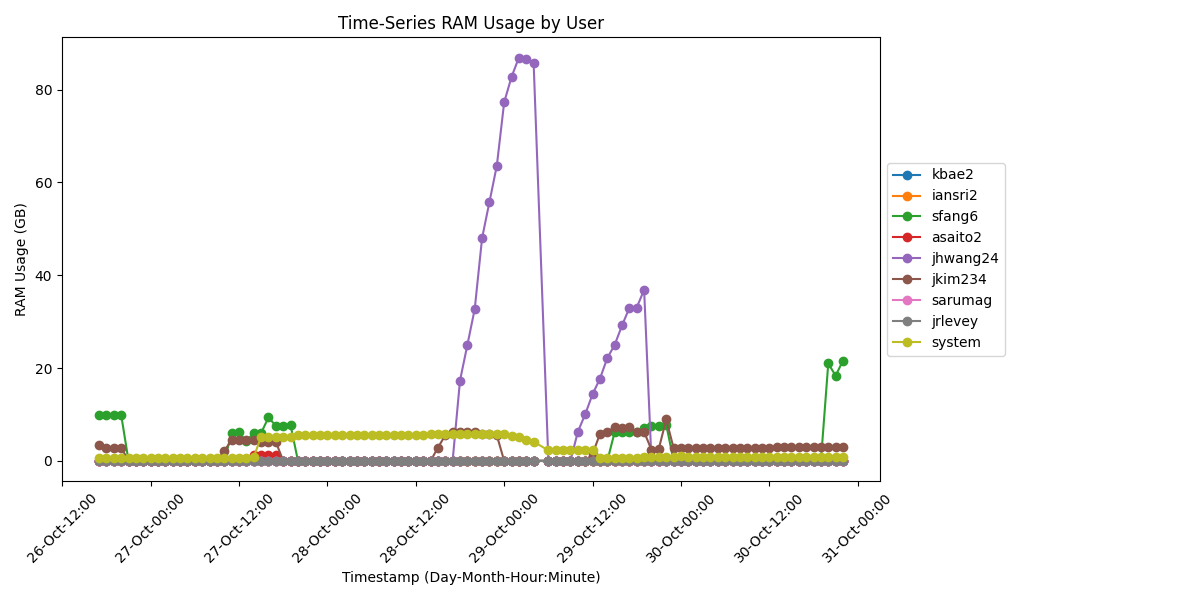 Time-Series RAM Usage by User
RAM Usage (GB)
80
60
40
20
0
26-Oct-12:00
27-Oct-00:00
27-Oct-12:00
28-Oct-00:00
28-Oct-12:00
29-Oct-00:00
29-Oct-12:00
30-Oct-00:00
30-Oct-12:00
31-Oct-00:00
Timestamp (Day-Month-Hour:Minute)
kbae2
iansri2
sfang6
asaito2
jhwang24
jkim234
sarumag
jrlevey
system